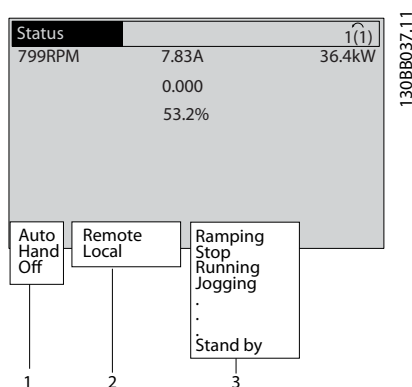 Status 1(1)
799RPM 7.83A 36.4kW
0.000
53.2%
Auto
Hand
Off
Remote
Local
Ramping
Stop
Running
Jogging
.
.
.
Stand by
1 2 3
130BB037.11